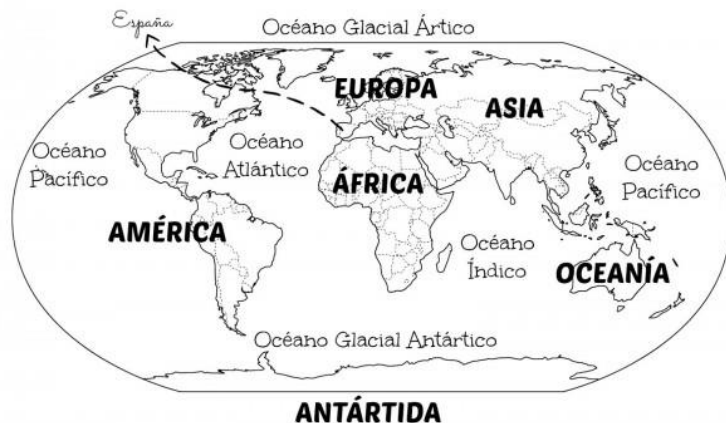 España
Océano Glacial Ártico
EUROPA
ASIA
Océano
Pacífico
Océano
Atlántico
Océano
Pacífico
ÁFRICA
AMÉRICA
Océano
Índico
OCEANÍA
Océano Glacial Antártico
ANTÁRTIDA